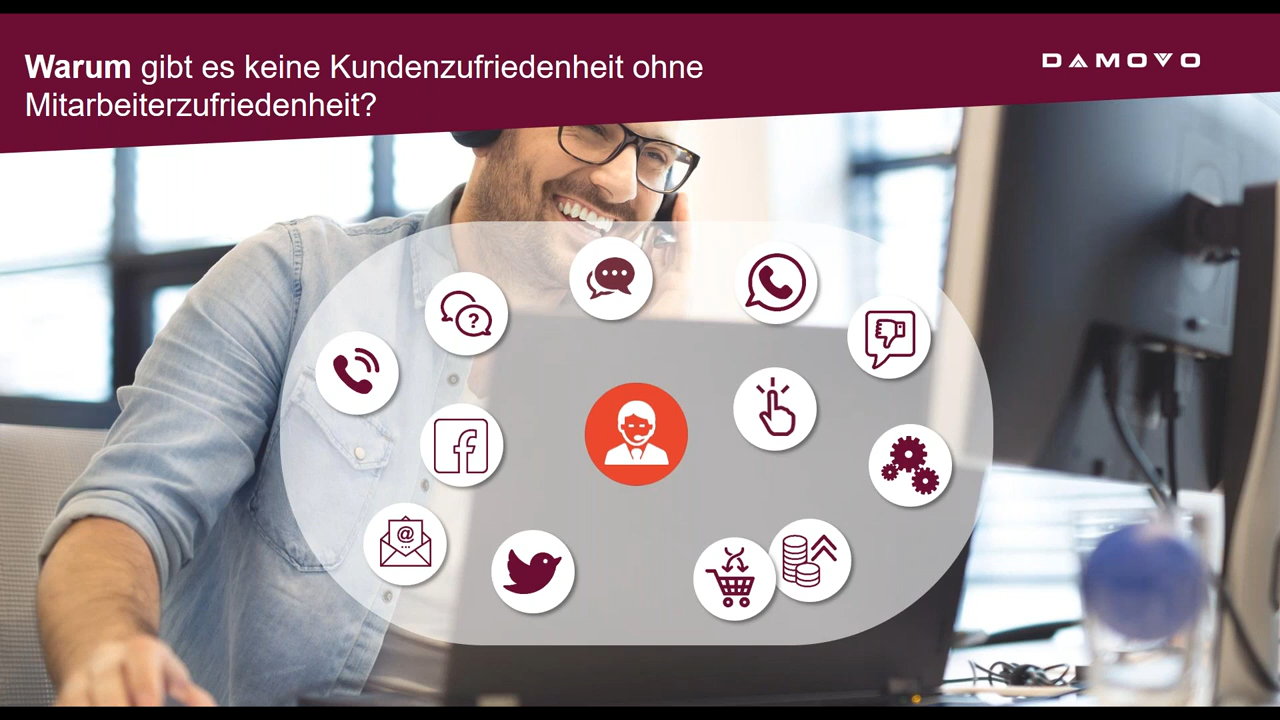 Warum gibt es keine Kundenzufriedenheit ohne
Mitarbeiterzufriedenheit?
DAMOVO
?
@